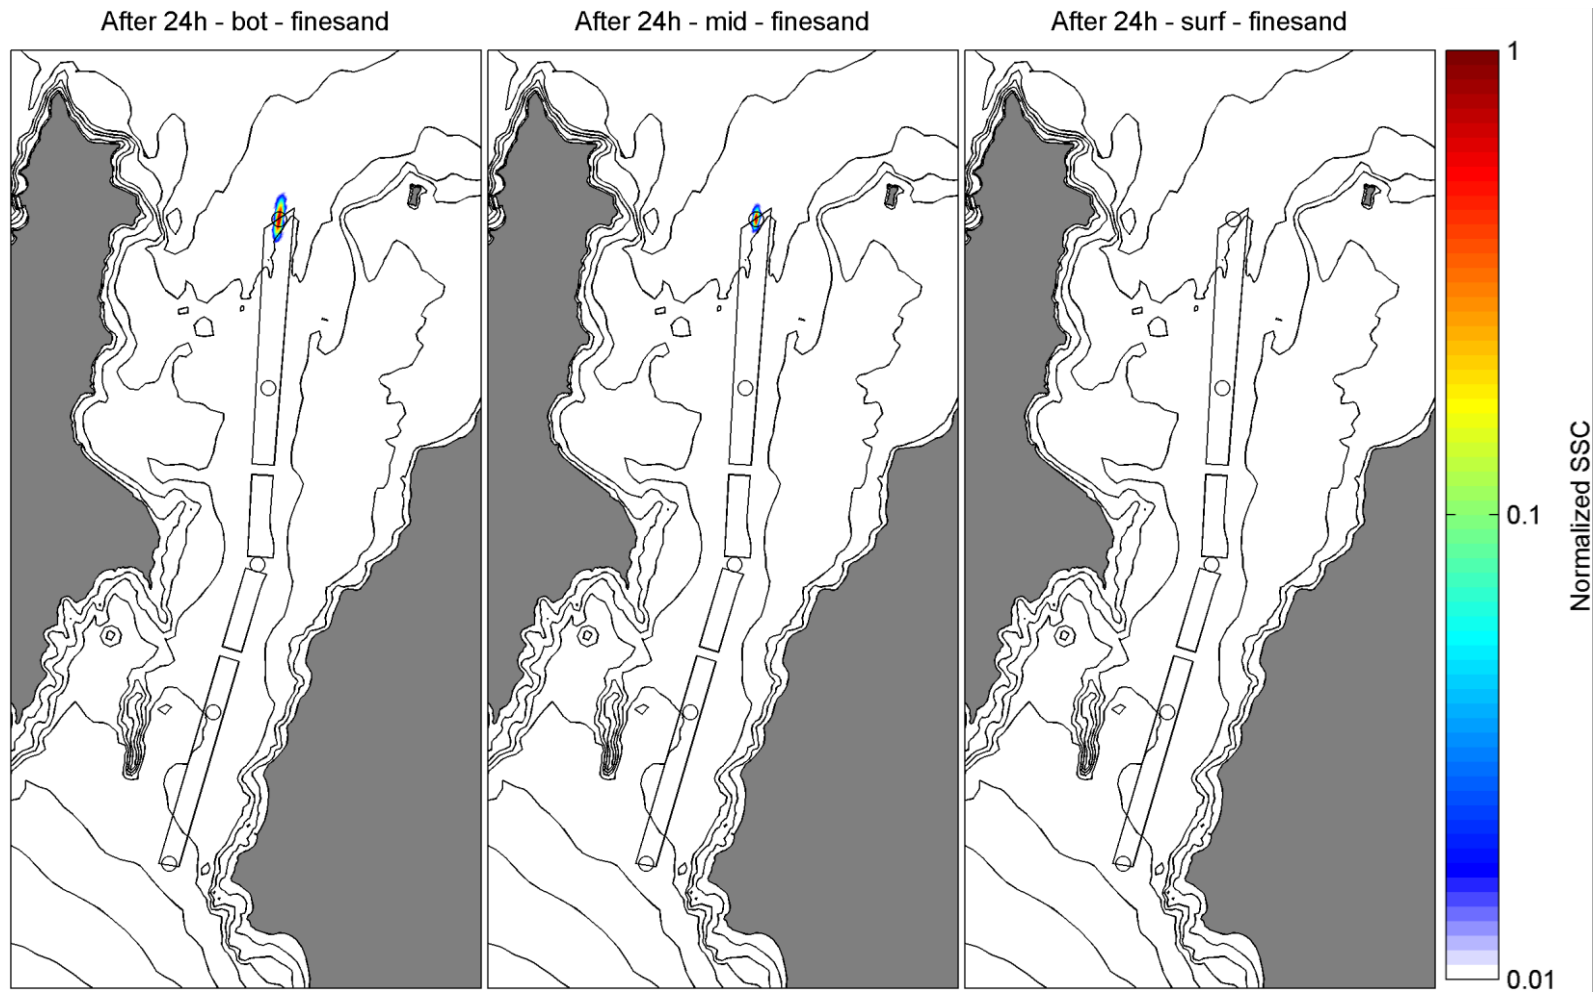 After 24h - bot - finesand
After 24h - mid - finesand
After 24h - surf - finesand
1
0.1
0.01
Normalized SSC